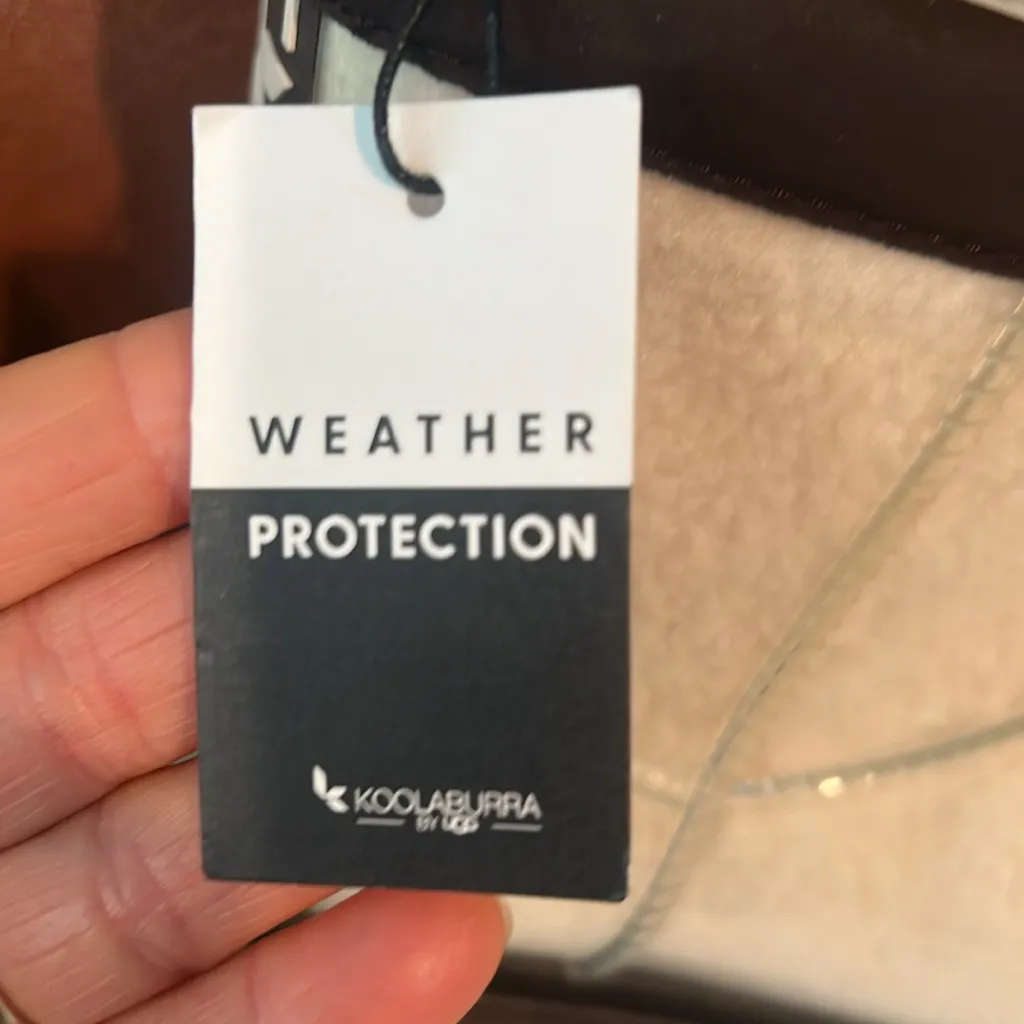 WEATHER
PROTECTION
KOOLABURRA
BY UGG